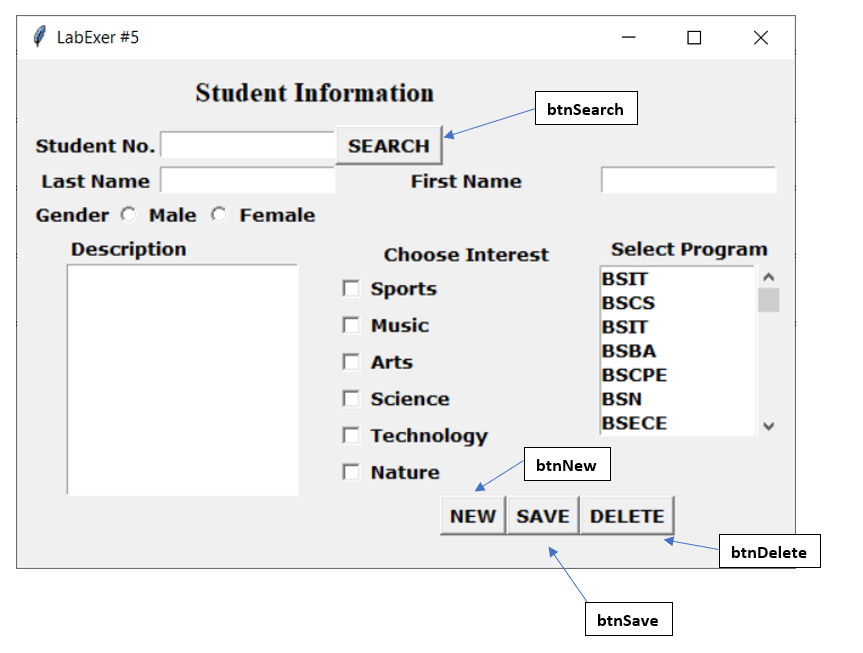 LabExer #5
Student Information
btnSearch
Student No.
SEARCH
Last Name
First Name
Gender
Male
Female
Description
Choose Interest
Select Program
Sports
Music
Arts
Science
Technology
Nature
BSIT
BSCS
BSIT
BSBA
BSCPE
BSN
BSECE
btnNew
NEW
SAVE
DELETE
btnDelete
btnSave